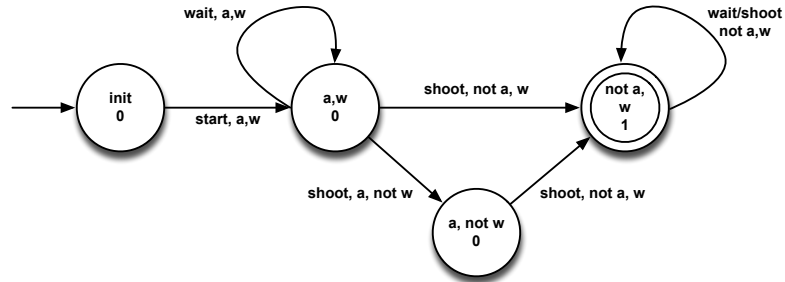 wait, a,w
wait/shoot
not a,w
init
0
start, a,w
a,w
0
shoot, not a, w
not a,
w
1
shoot, a, not w
shoot, not a, w
a, not w
0